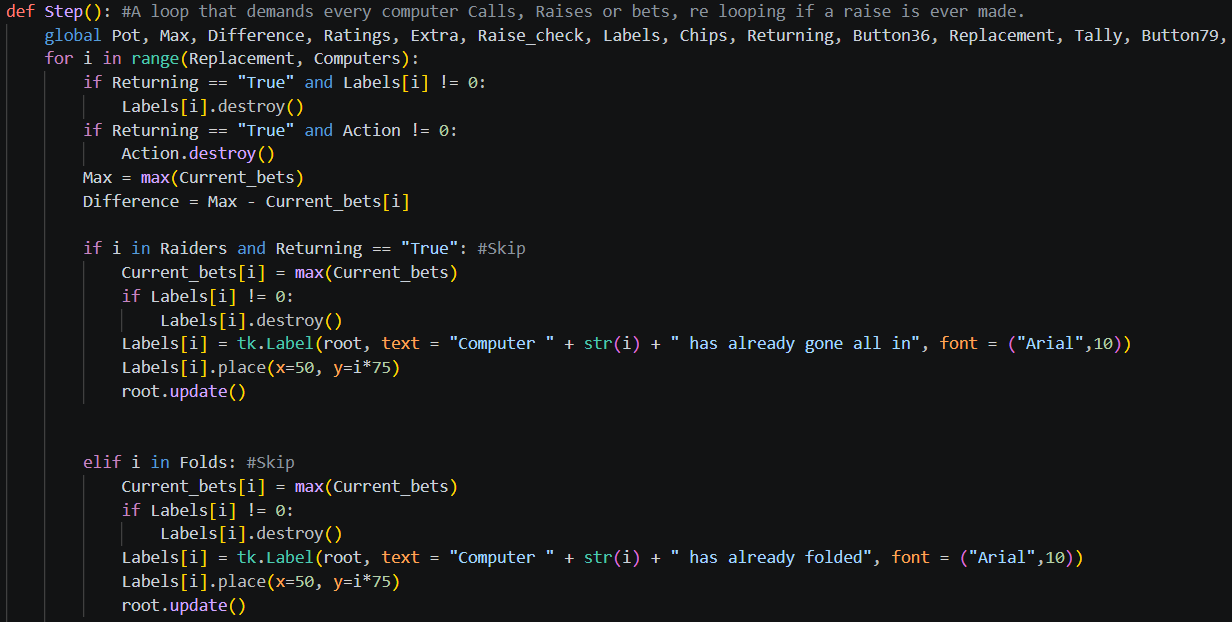 def Step(): #A loop that demands every computer Calls, Raises or bets, re looping if a raise is ever made.
    global Pot, Max, Difference, Ratings, Extra, Raise_check, Labels, Chips, Returning, Button36, Replacement, Tally, Button79,
    for i in range(Replacement, Computers):
        if Returning == "True" and Labels[i] != 0:
            Labels[i].destroy()
        if Returning == "True" and Action != 0:
            Action.destroy()
        Max = max(Current_bets)
        Difference = Max - Current_bets[i]

        if i in Raiders and Returning == "True": #Skip
            Current_bets[i] = max(Current_bets)
            if Labels[i] != 0:
                Labels[i].destroy()
            Labels[i] = tk.Label(root, text = "Computer " + str(i) + " has already gone all in", font = ("Arial",10))
            Labels[i].place(x=50, y=i*75)
            root.update()


        elif i in Folds: #Skip
            Current_bets[i] = max(Current_bets)
            if Labels[i] != 0:
                Labels[i].destroy()
            Labels[i] = tk.Label(root, text = "Computer " + str(i) + " has already folded", font = ("Arial",10))
            Labels[i].place(x=50, y=i*75)
            root.update()